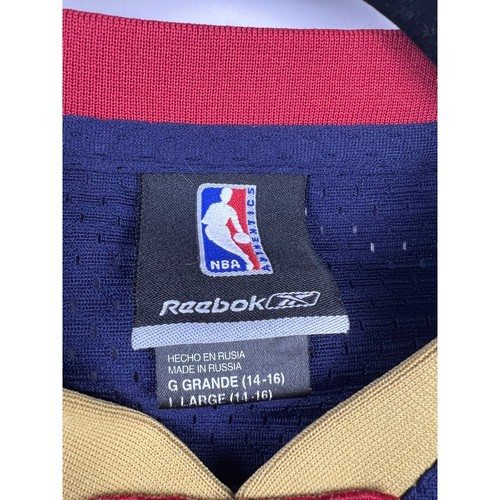 NBA
AUTHENTICS
Reebok
HECHO EN RUSIA
MADE IN RUSSIA
G GRANDE (14-16)
L LARGE (14-16)